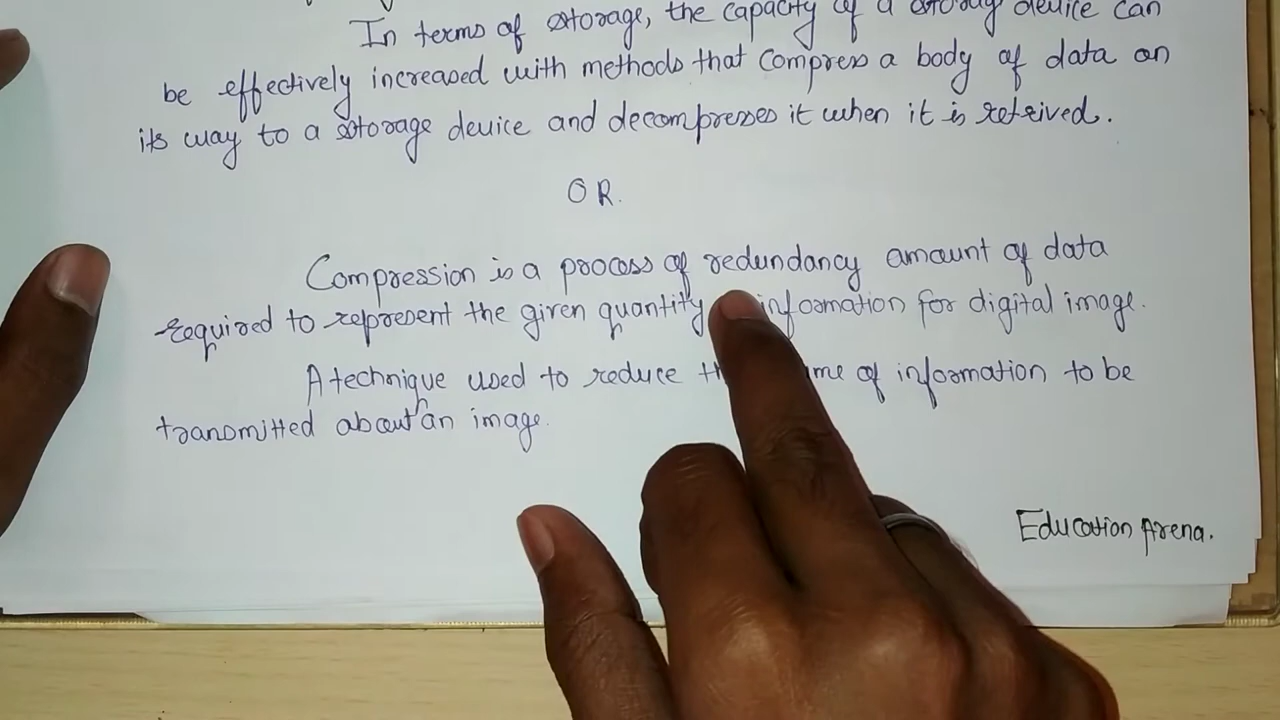 In terms of storage, the capacity of a storag device can
be effectively increased with methods that compress a body of data on
its way to a storage device and decompresses it when it is retrived.
OR.
Compression is a process of redundancy amount of data
required to represent the given quantity information for digital image.
A technique used to reduce of information to be
transmitted about an image.
Education Arena.